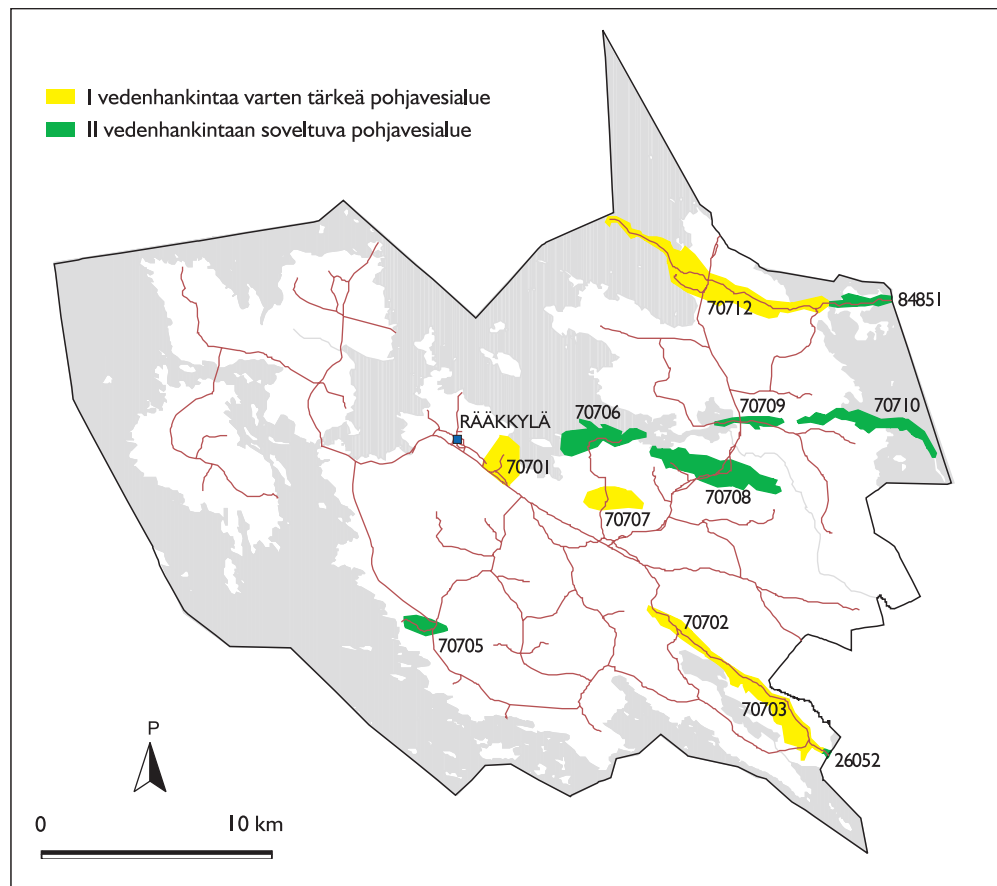 I vedenhankintaa varten tärkeä pohjavesialue
II vedenhankintaan soveltuva pohjavesialue
84851
70712
70709
70710
70706
RÄÄKKYLÄ
70701
70708
70707
70702
70705
70703
P
26052
0 10 km